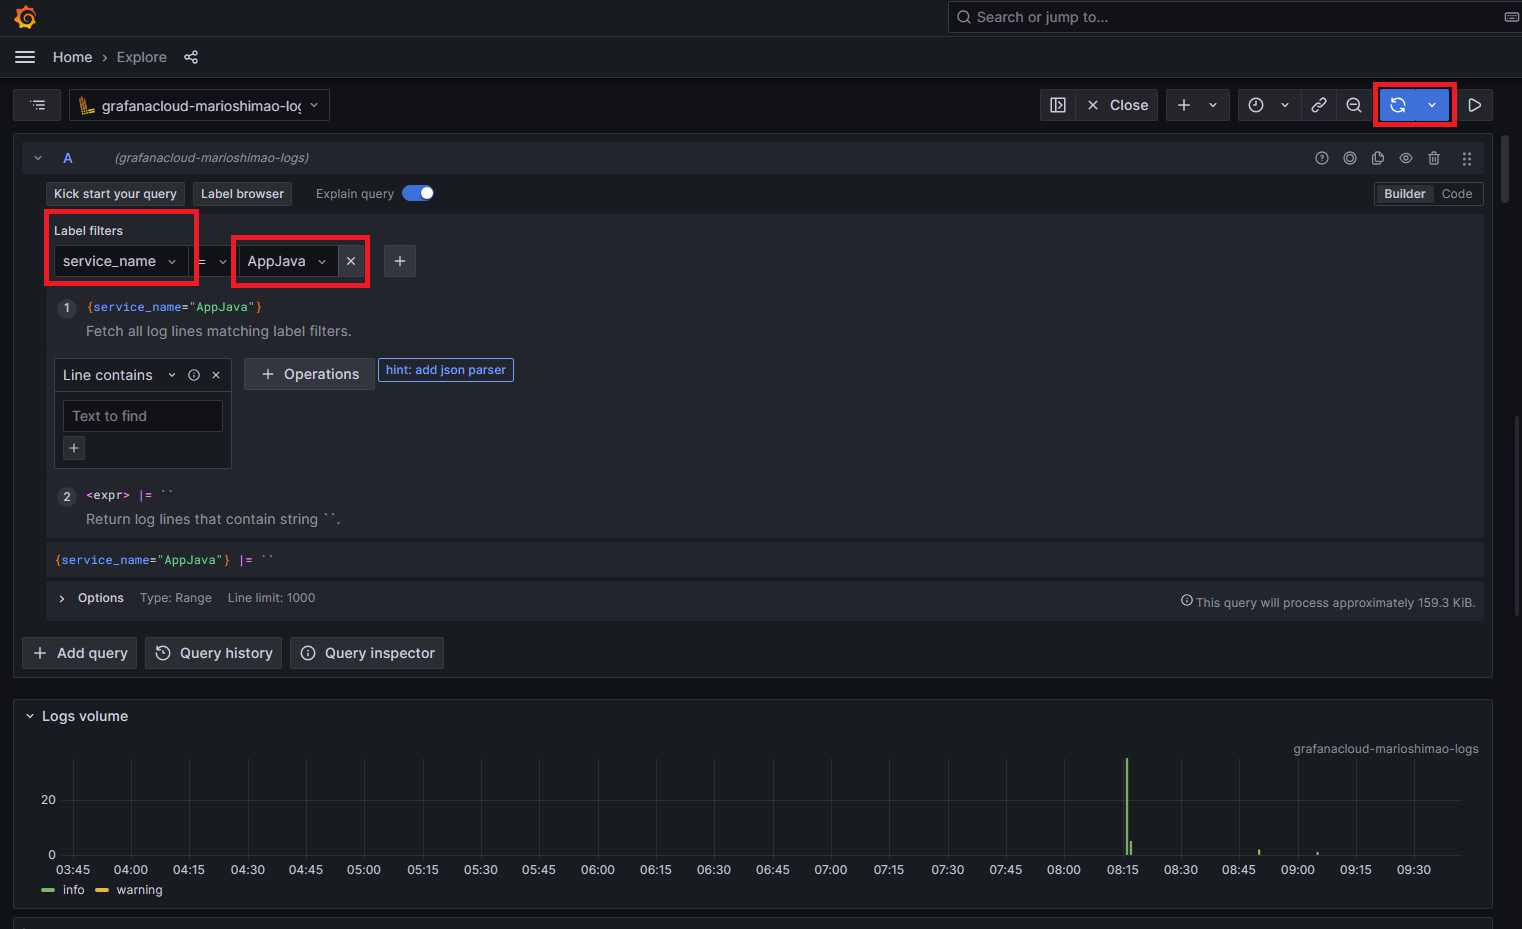 Search or jump to...
Home › Explore
grafanacloud-marioshimao-log
Close
A (grafanacloud-marioshimao-logs)
Kick start your query Label browser Explain query Builder Code
Label filters
service_name = AppJava
1 {service_name="AppJava"}
Fetch all log lines matching label filters.
Line contains + Operations hint: add json parser
Text to find
+
2 <expr> |= ``
Return log lines that contain string ``.
{service_name="AppJava"} |= ``
Options Type: Range Line limit: 1000 This query will process approximately 159.3 KiB.
+ Add query Query history Query inspector
Logs volume
grafanacloud-marioshimao-logs
20
0
03:45 04:00 04:15 04:30 04:45 05:00 05:15 05:30 05:45 06:00 06:15 06:30 06:45 07:00 07:15 07:30 07:45 08:00 08:15 08:30 08:45 09:00 09:15 09:30
info warning